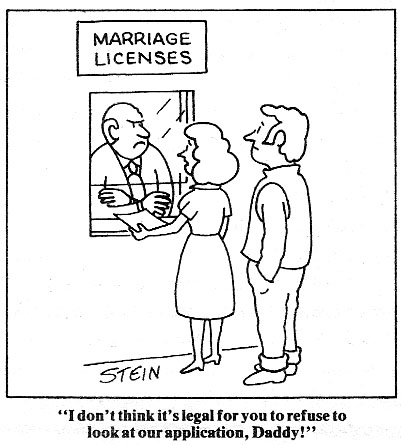 MARRIAGE
LICENSES
STEIN
"I don't think it's legal for you to refuse to
look at our application, Daddy!"